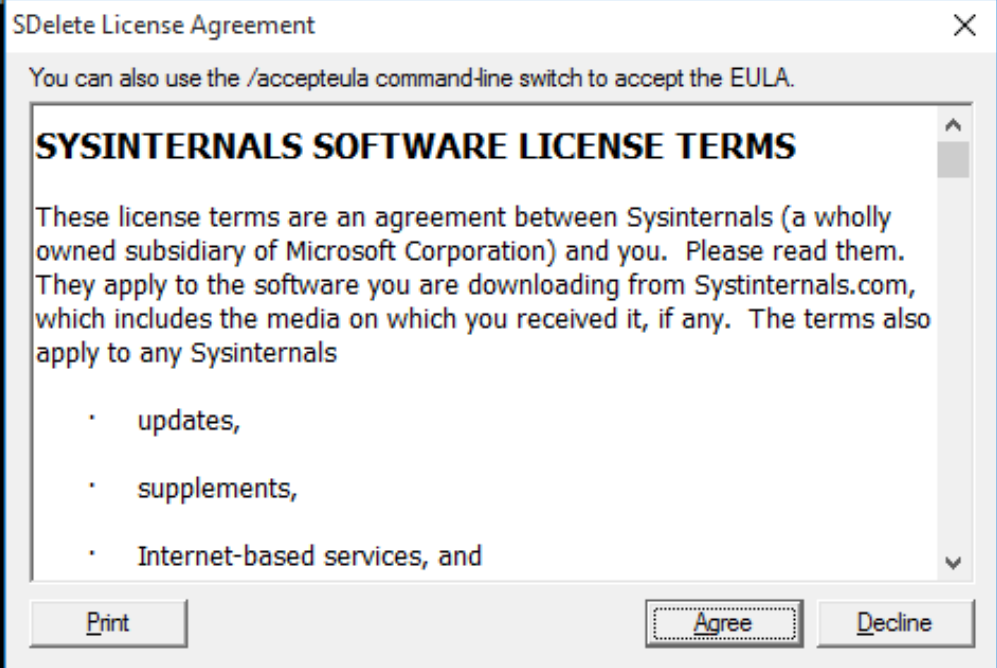 SDelete License Agreement
You can also use the /accepteula command-line switch to accept the EULA.
SYSINTERNALS SOFTWARE LICENSE TERMS
These license terms are an agreement between Sysinternals (a wholly
owned subsidiary of Microsoft Corporation) and you.  Please read them.
They apply to the software you are downloading from Systinternals.com,
which includes the media on which you received it, if any.  The terms also
apply to any Sysinternals
· updates,
· supplements,
· Internet-based services, and
Print Agree Decline